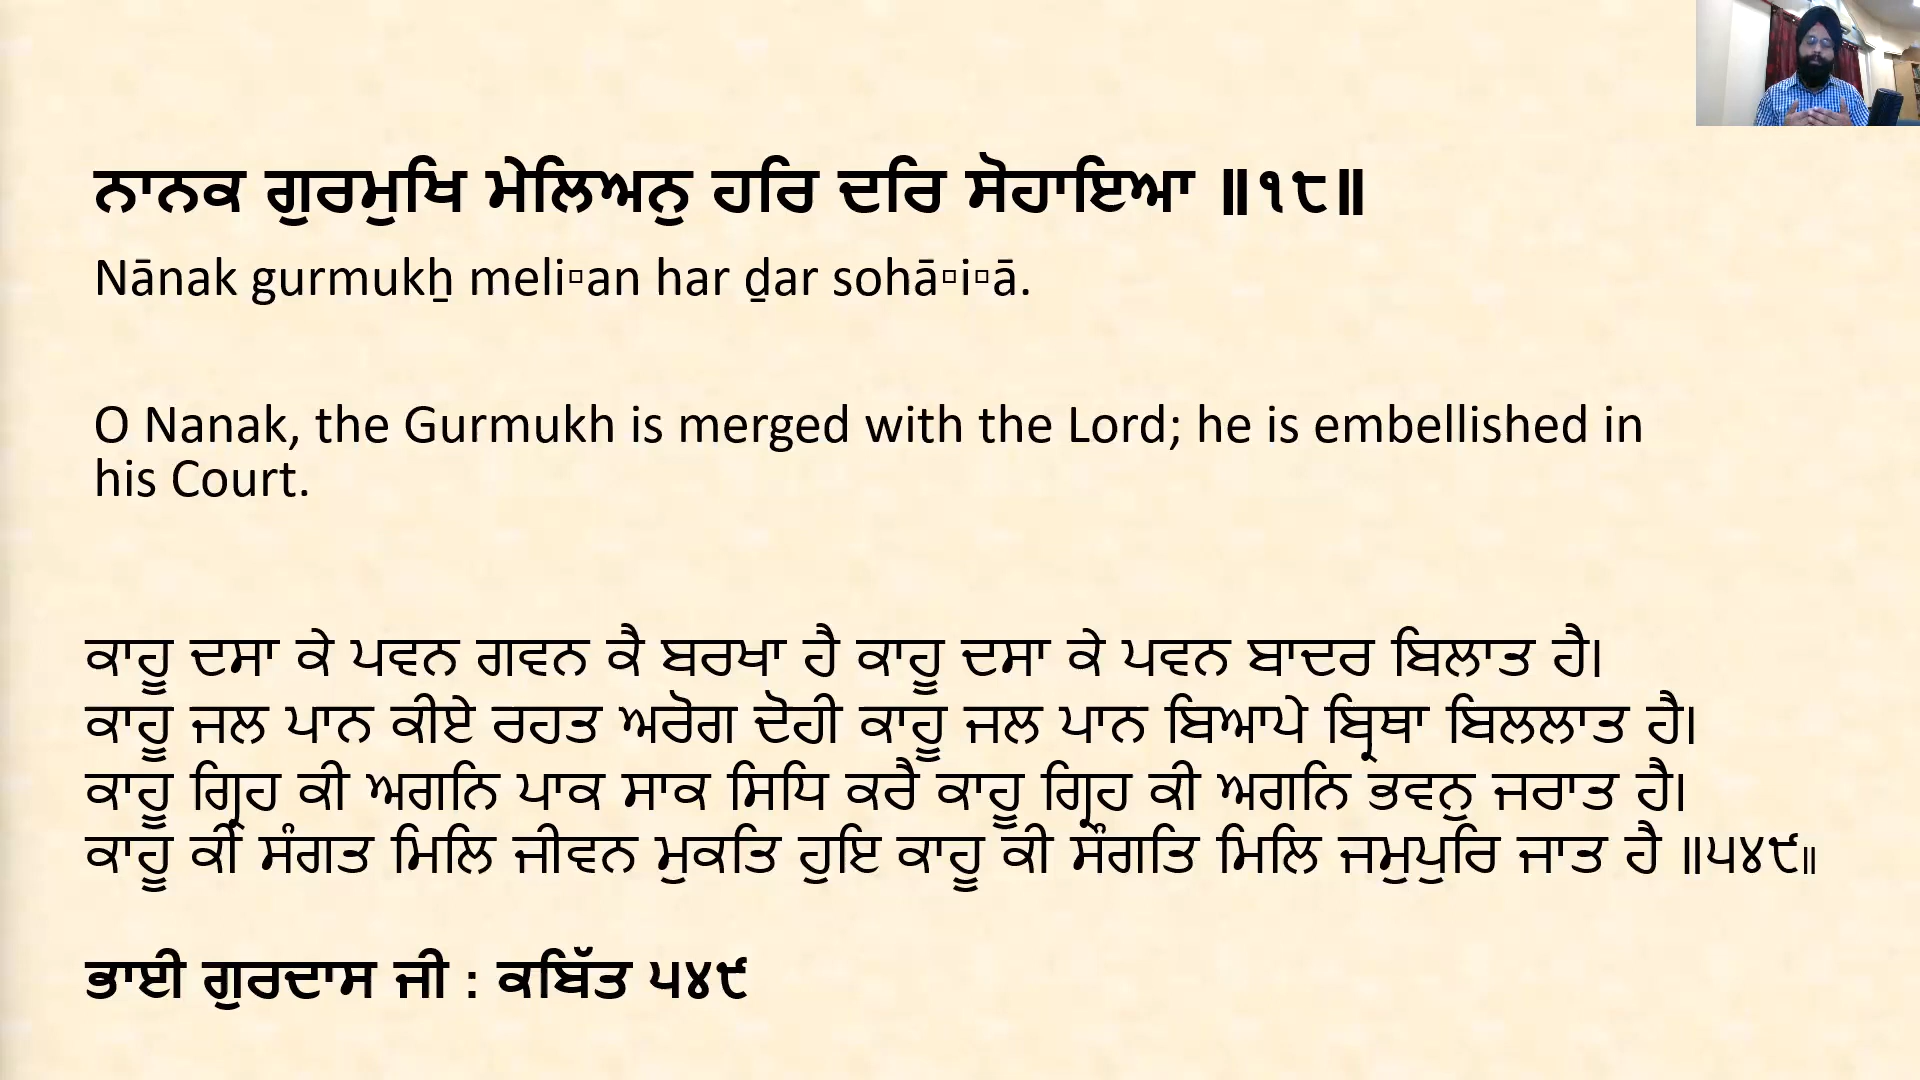 ਨਾਨਕ ਗੁਰਮੁਖਿ ਮੇਲਿਅਨੁ ਹਰਿ ਦਰਿ ਸੋਹਾਇਆ ॥੧੮॥
Nānak gurmukẖ meli▫an har ḏar sohā▫i▫ā.
O Nanak, the Gurmukh is merged with the Lord; he is embellished in
his Court.
ਕਾਹੂ ਦਸਾ ਕੇ ਪਵਨ ਗਵਨ ਕੈ ਬਰਖਾ ਹੈ ਕਾਹੂ ਦਸਾ ਕੇ ਪਵਨ ਬਾਦਰ ਬਿਲਾਤ ਹੈ।
ਕਾਹੂ ਜਲ ਪਾਨ ਕੀਏ ਰਹਤ ਅਰੋਗ ਦੋਹੀ ਕਾਹੂ ਜਲ ਪਾਨ ਬਿਆਪੇ ਬ੍ਰਿਥਾ ਬਿਲਲਾਤ ਹੈ।
ਕਾਹੂ ਗ੍ਰਿਹ ਕੀ ਅਗਨਿ ਪਾਕ ਸਾਕ ਸਿਧਿ ਕਰੈ ਕਾਹੂ ਗ੍ਰਿਹ ਕੀ ਅਗਨਿ ਭਵਨੁ ਜਰਾਤ ਹੈ।
ਕਾਹੂ ਕੀ ਸੰਗਤ ਮਿਲਿ ਜੀਵਨ ਮੁਕਤਿ ਹੁਇ ਕਾਹੂ ਕੀ ਸੰਗਤਿ ਮਿਲਿ ਜਮੁਪੁਰਿ ਜਾਤ ਹੈ ॥੫੪੯॥
ਭਾਈ ਗੁਰਦਾਸ ਜੀ : ਕਬਿੱਤ ੫੪੯